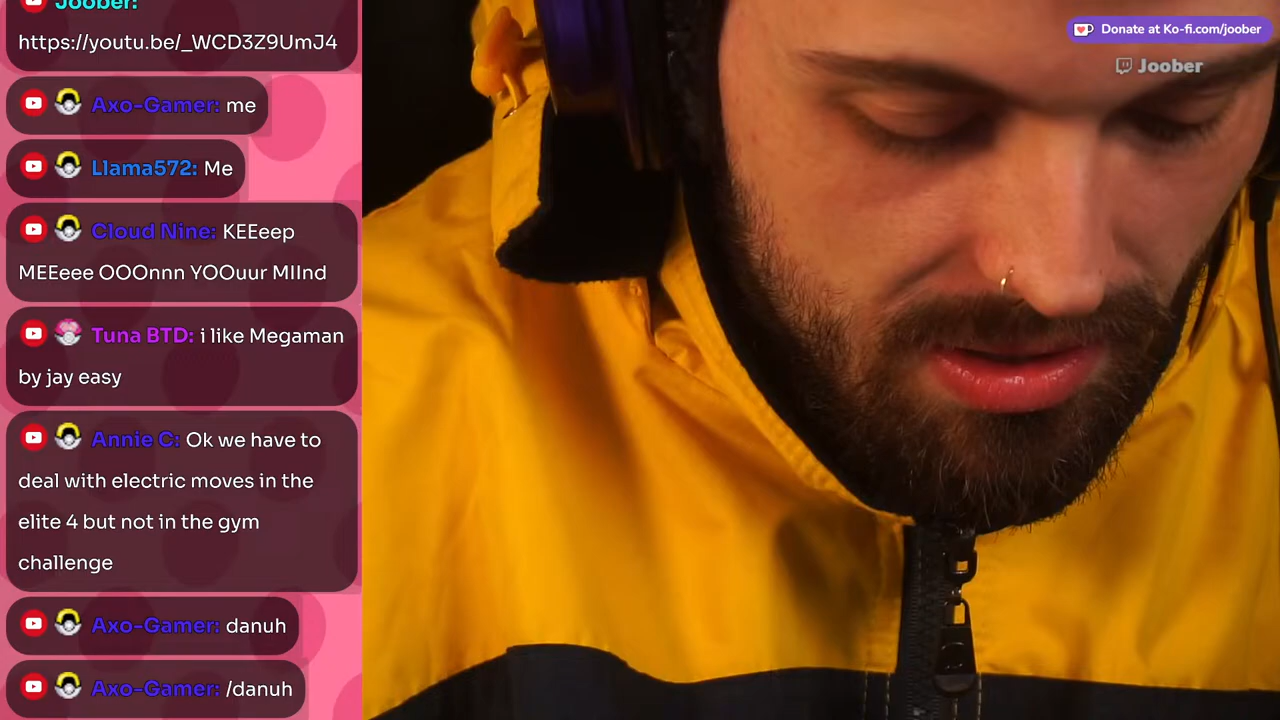 Joober:
https://youtu.be/_WCD3Z9UmJ4
Axo-Gamer: me
Llama572: Me
Cloud Nine: KEEeep
MEEeee OOOnnn YOOuur MIInd
Tuna BTD: i like Megaman
by jay easy
Annie C: Ok we have to
deal with electric moves in the
elite 4 but not in the gym
challenge
Axo-Gamer: danuh
Axo-Gamer: /danuh
Donate at Ko-fi.com/joober
Joober